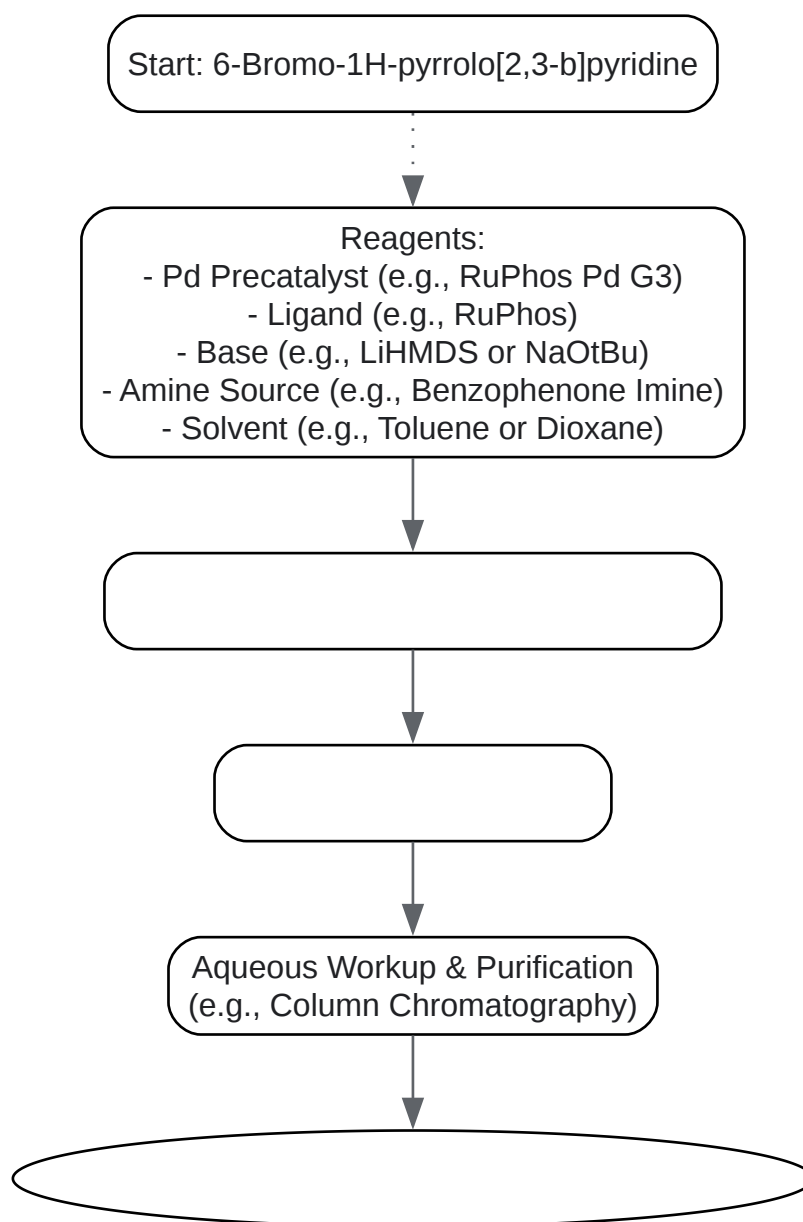 Start: 6-Bromo-1H-pyrrolo[2,3-b]pyridine
Reagents:
- Pd Precatalyst (e.g., RuPhos Pd G3)
- Ligand (e.g., RuPhos)
- Base (e.g., LiHMDS or NaOtBu)
- Amine Source (e.g., Benzophenone Imine)
- Solvent (e.g., Toluene or Dioxane)
Aqueous Workup & Purification
(e.g., Column Chromatography)